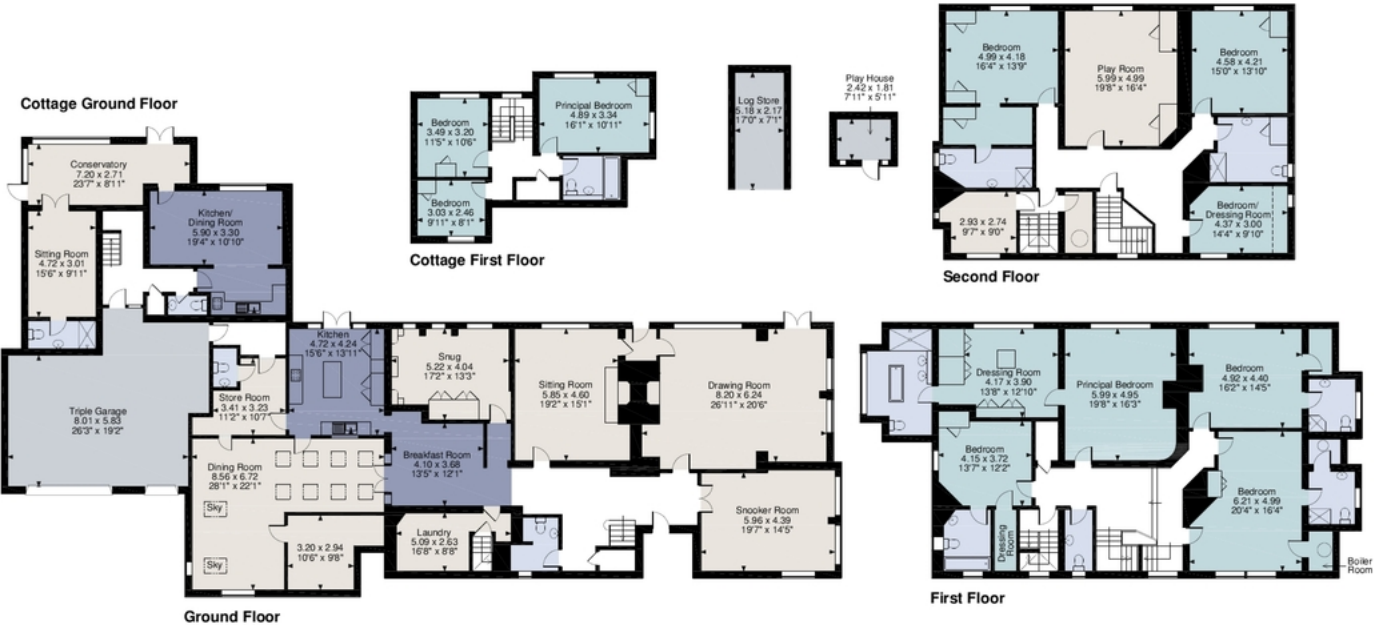 Cottage Ground Floor
Conservatory
7.20 x 2.71
23'7" x 8'11"
Kitchen/
Dining Room
5.90 x 3.30
19'4" x 10'10"
Sitting Room
4.72 x 3.01
15'6" x 9'11"
Bedroom
3.49 x 3.20
11'5" x 10'6"
Principal Bedroom
4.89 x 3.34
16'1" x 10'11"
Bedroom
3.03 x 2.46
9'11" x 8'1"
Cottage First Floor
Log Store
5.18 x 2.17
17'0" x 7'1"
Play House
2.42 x 1.81
7'11" x 5'11"
Bedroom
4.99 x 4.18
16'4" x 13'9"
Play Room
5.99 x 4.99
19'8" x 16'4"
Bedroom
4.58 x 4.21
15'0" x 13'10"
2.93 x 2.74
9'7" x 9'0"
Bedroom/
Dressing Room
4.37 x 3.00
14'4" x 9'10"
Second Floor
Triple Garage
8.01 x 5.83
26'3" x 19'2"
Store Room
3.41 x 3.23
11'2" x 10'7"
Kitchen
4.72 x 4.24
15'6" x 13'11"
Snug
5.22 x 4.04
17'2" x 13'3"
Sitting Room
5.85 x 4.60
19'2" x 15'1"
Drawing Room
8.20 x 6.24
26'11" x 20'6"
Dining Room
8.56 x 6.72
28'1" x 22'1"
Sky
Sky
3.20 x 2.94
10'6" x 9'8"
Breakfast Room
4.10 x 3.68
13'5" x 12'1"
Laundry
5.09 x 2.63
16'8" x 8'8"
Snooker Room
5.96 x 4.39
19'7" x 14'5"
Ground Floor
Dressing Room
4.17 x 3.90
13'8" x 12'10"
Principal Bedroom
5.99 x 4.95
19'8" x 16'3"
Bedroom
4.92 x 4.40
16'2" x 14'5"
Bedroom
4.15 x 3.72
13'7" x 12'2"
Dressing
Room
Bedroom
6.21 x 4.99
20'4" x 16'4"
Boiler
Room
First Floor